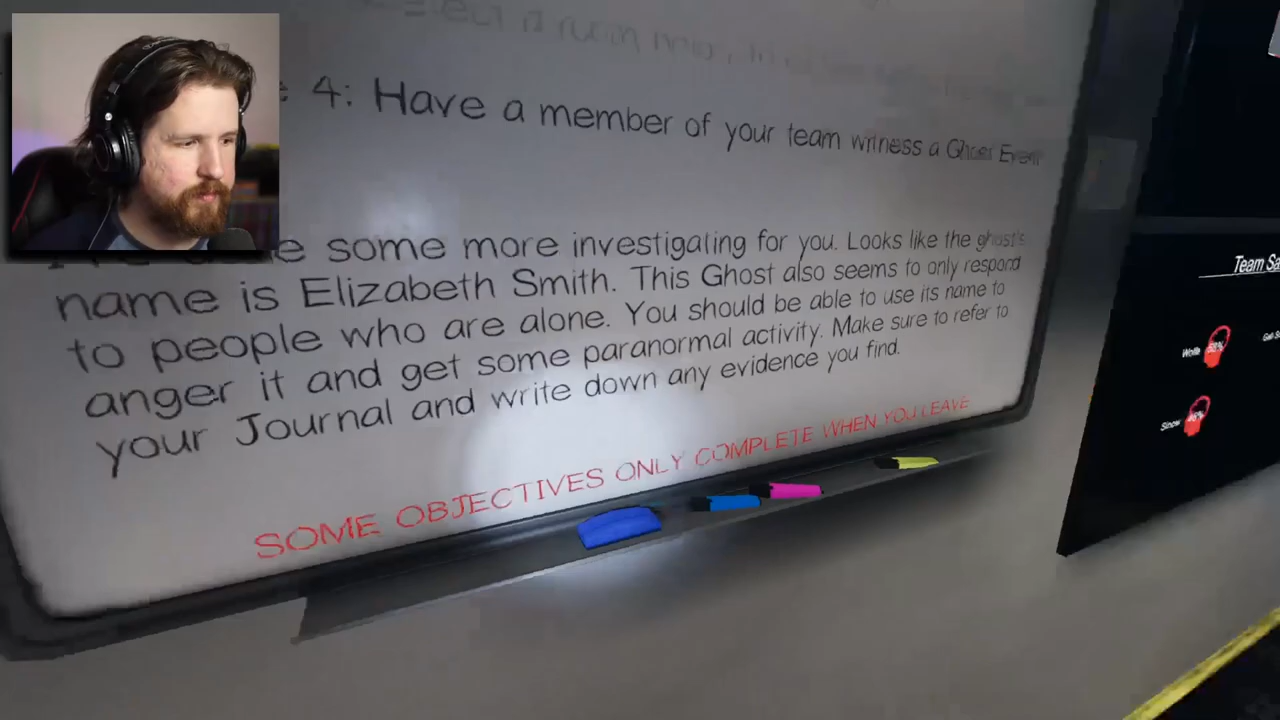 4: Have a member of your team witness a Ghost Event
some more investigating for you. Looks like the ghost's
name is Elizabeth Smith. This Ghost also seems to only respond
to people who are alone. You should be able to use its name to
anger it and get some paranormal activity. Make sure to refer to
your Journal and write down any evidence you find.
SOME OBJECTIVES ONLY COMPLETE WHEN YOU LEAVE
Team Sa